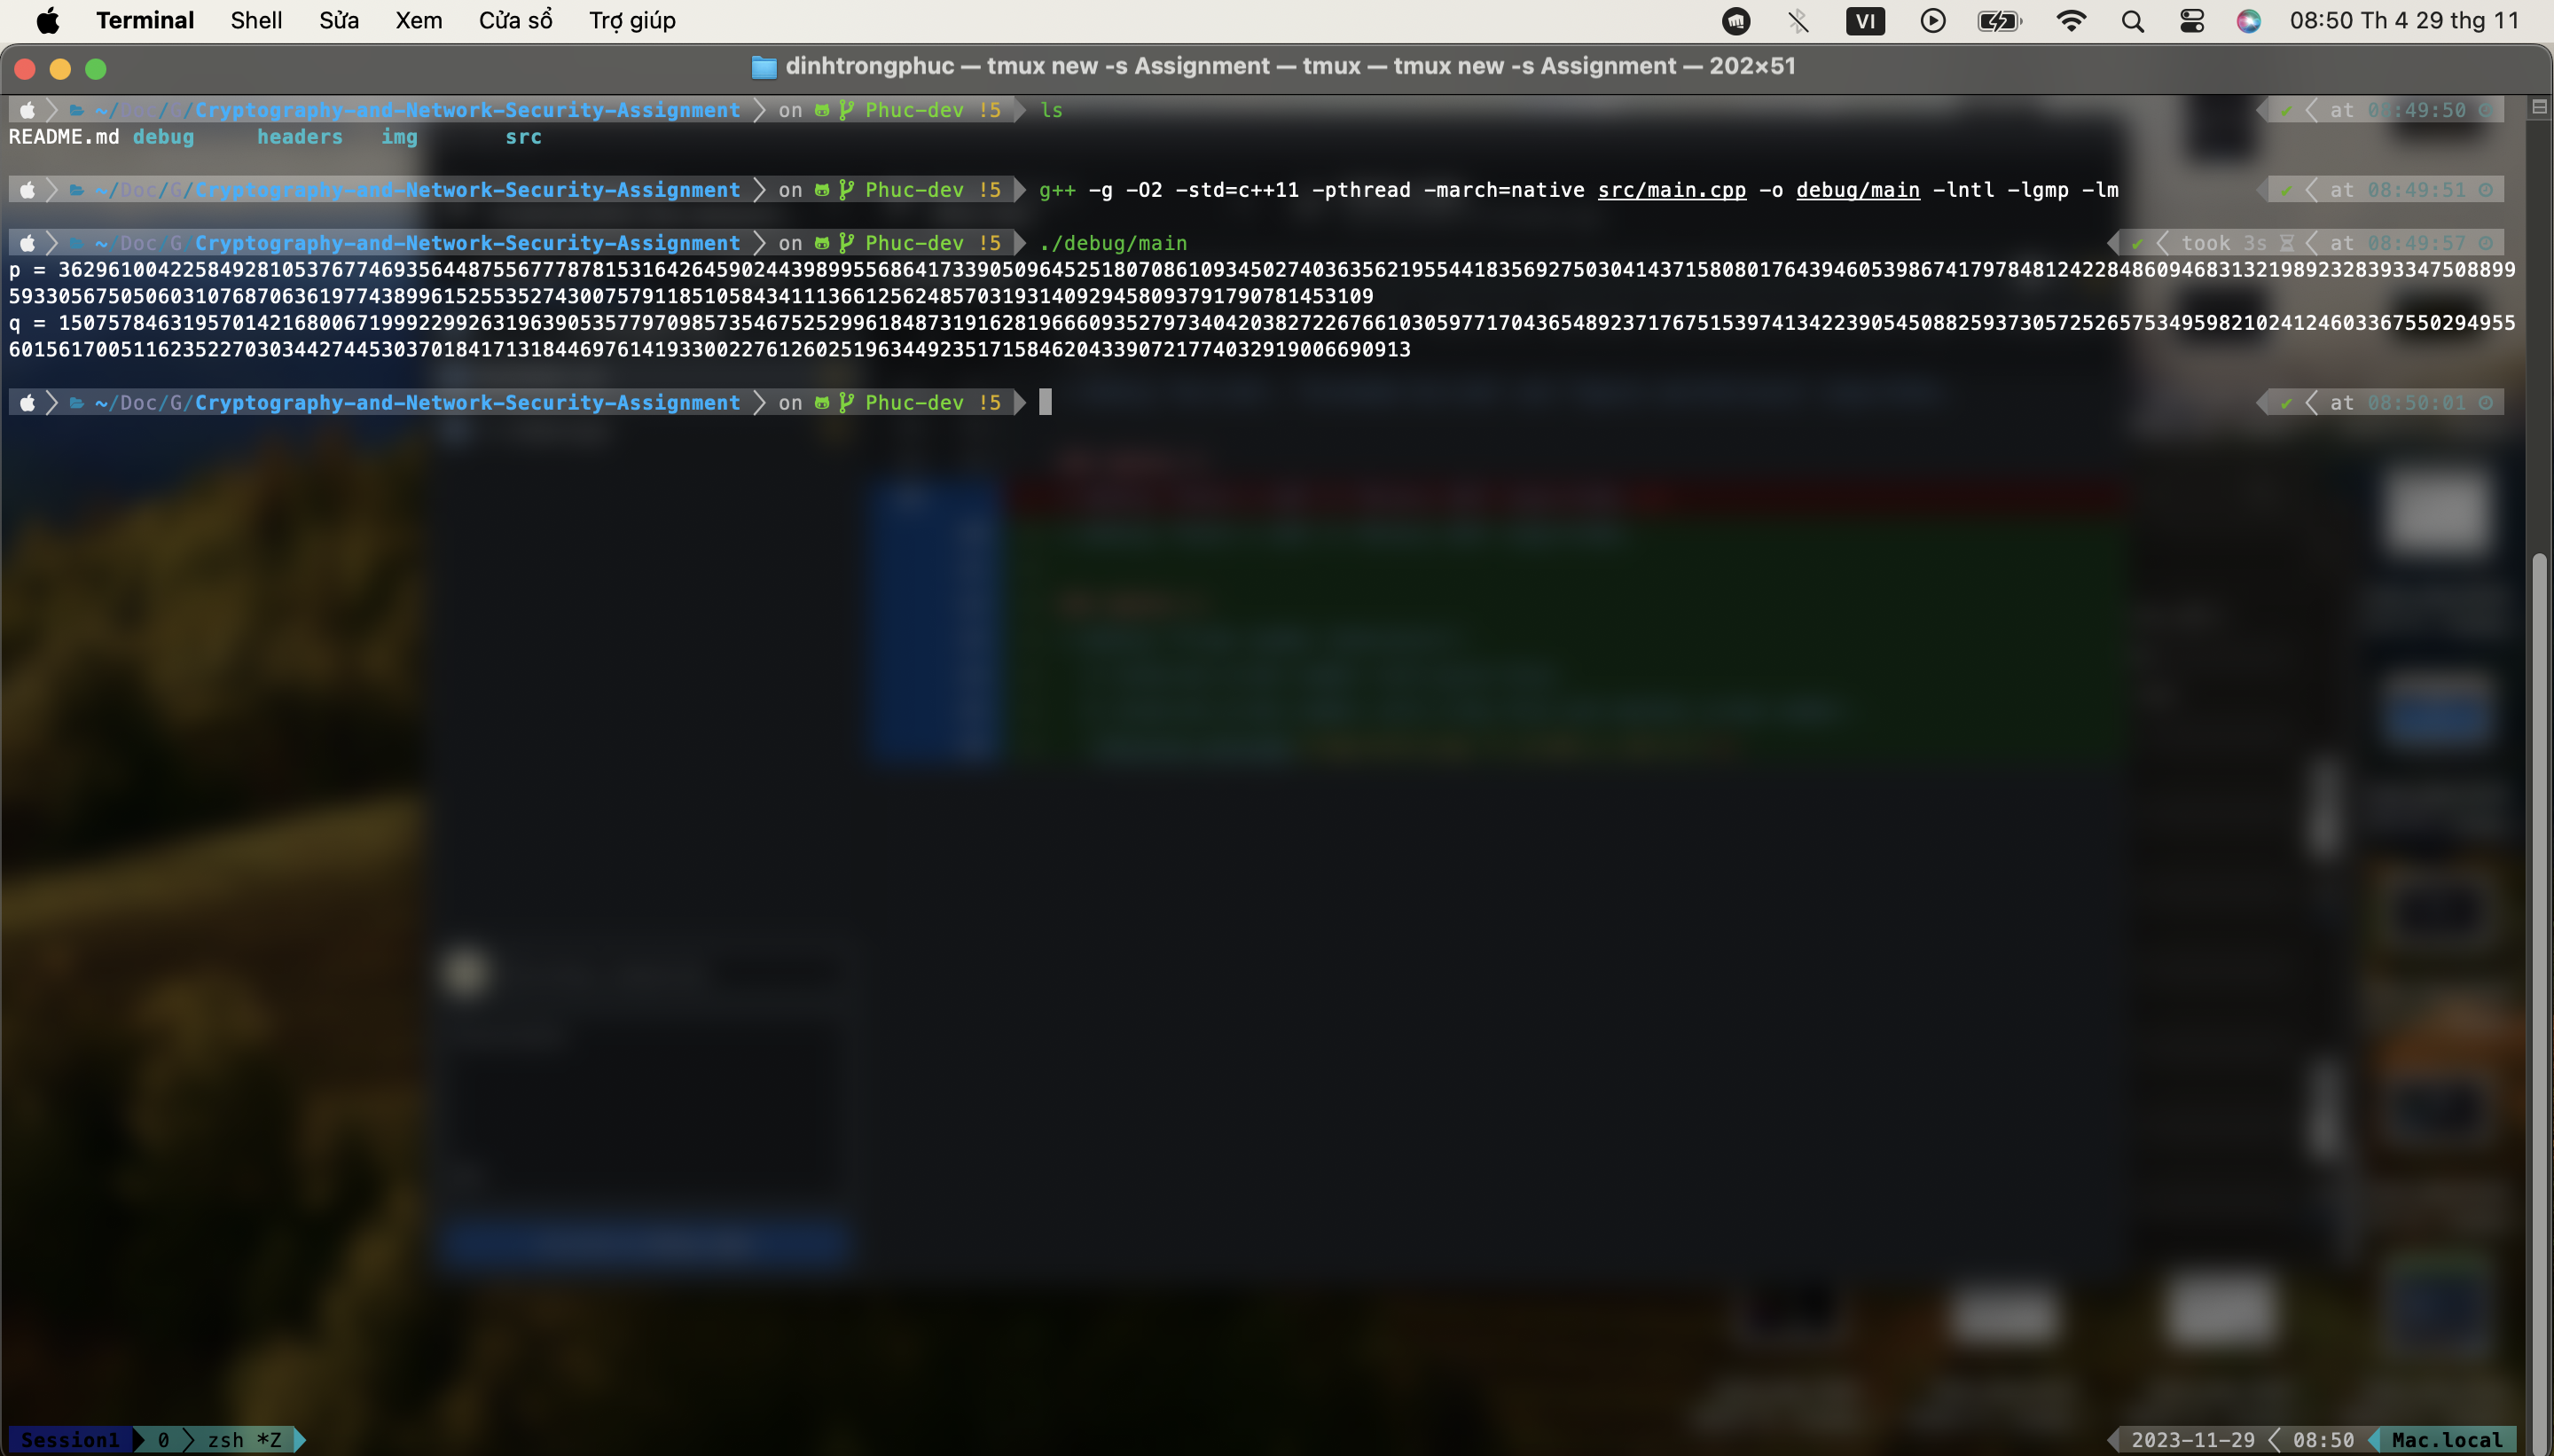 Terminal Shell Sửa Xem Cửa sổ Trợ giúp VI 08:50 Th 4 29 thg 11
dinhtrongphuc — tmux new -s Assignment — tmux — tmux new -s Assignment — 202×51
~/ /Cryptography-and-Network-Security-Assignment on Phuc-dev !5 ls ✔ at 08:49:50
README.md debug headers img src
~/Doc/G/Cryptography-and-Network-Security-Assignment on Phuc-dev !5 g++ -g -O2 -std=c++11 -pthread -march=native src/main.cpp -o debug/main -lntl -lgmp -lm ✔ at 08:49:51
~/Doc/G/Cryptography-and-Network-Security-Assignment on Phuc-dev !5 ./debug/main ✔ took 3s at 08:49:57
p = 362961004225849281053767746935644875567778781531642645902443989955686417339050964525180708610934502740363562195544183569275030414371580801764394605398674179784812422848609468313219892328393347508899
59330567505060310768706361977438996152553527430075791185105843411136612562485703193140929458093791790781453109
q = 15075784631957014216800671999229926319639053577970985735467525299618487319162819666093527973404203827226766103059771704365489237176751539741342239054508825937305725265753495982102412460336755029 4955
60156170051162352270303442744530370184171318446976141933002276126025196344923517158462043390721774032919006690913
~/Doc/G/Cryptography-and-Network-Security-Assignment on Phuc-dev !5 ✔ at 08:50:01
Session1 0 zsh *Z 2023-11-29 08:50 Mac.local